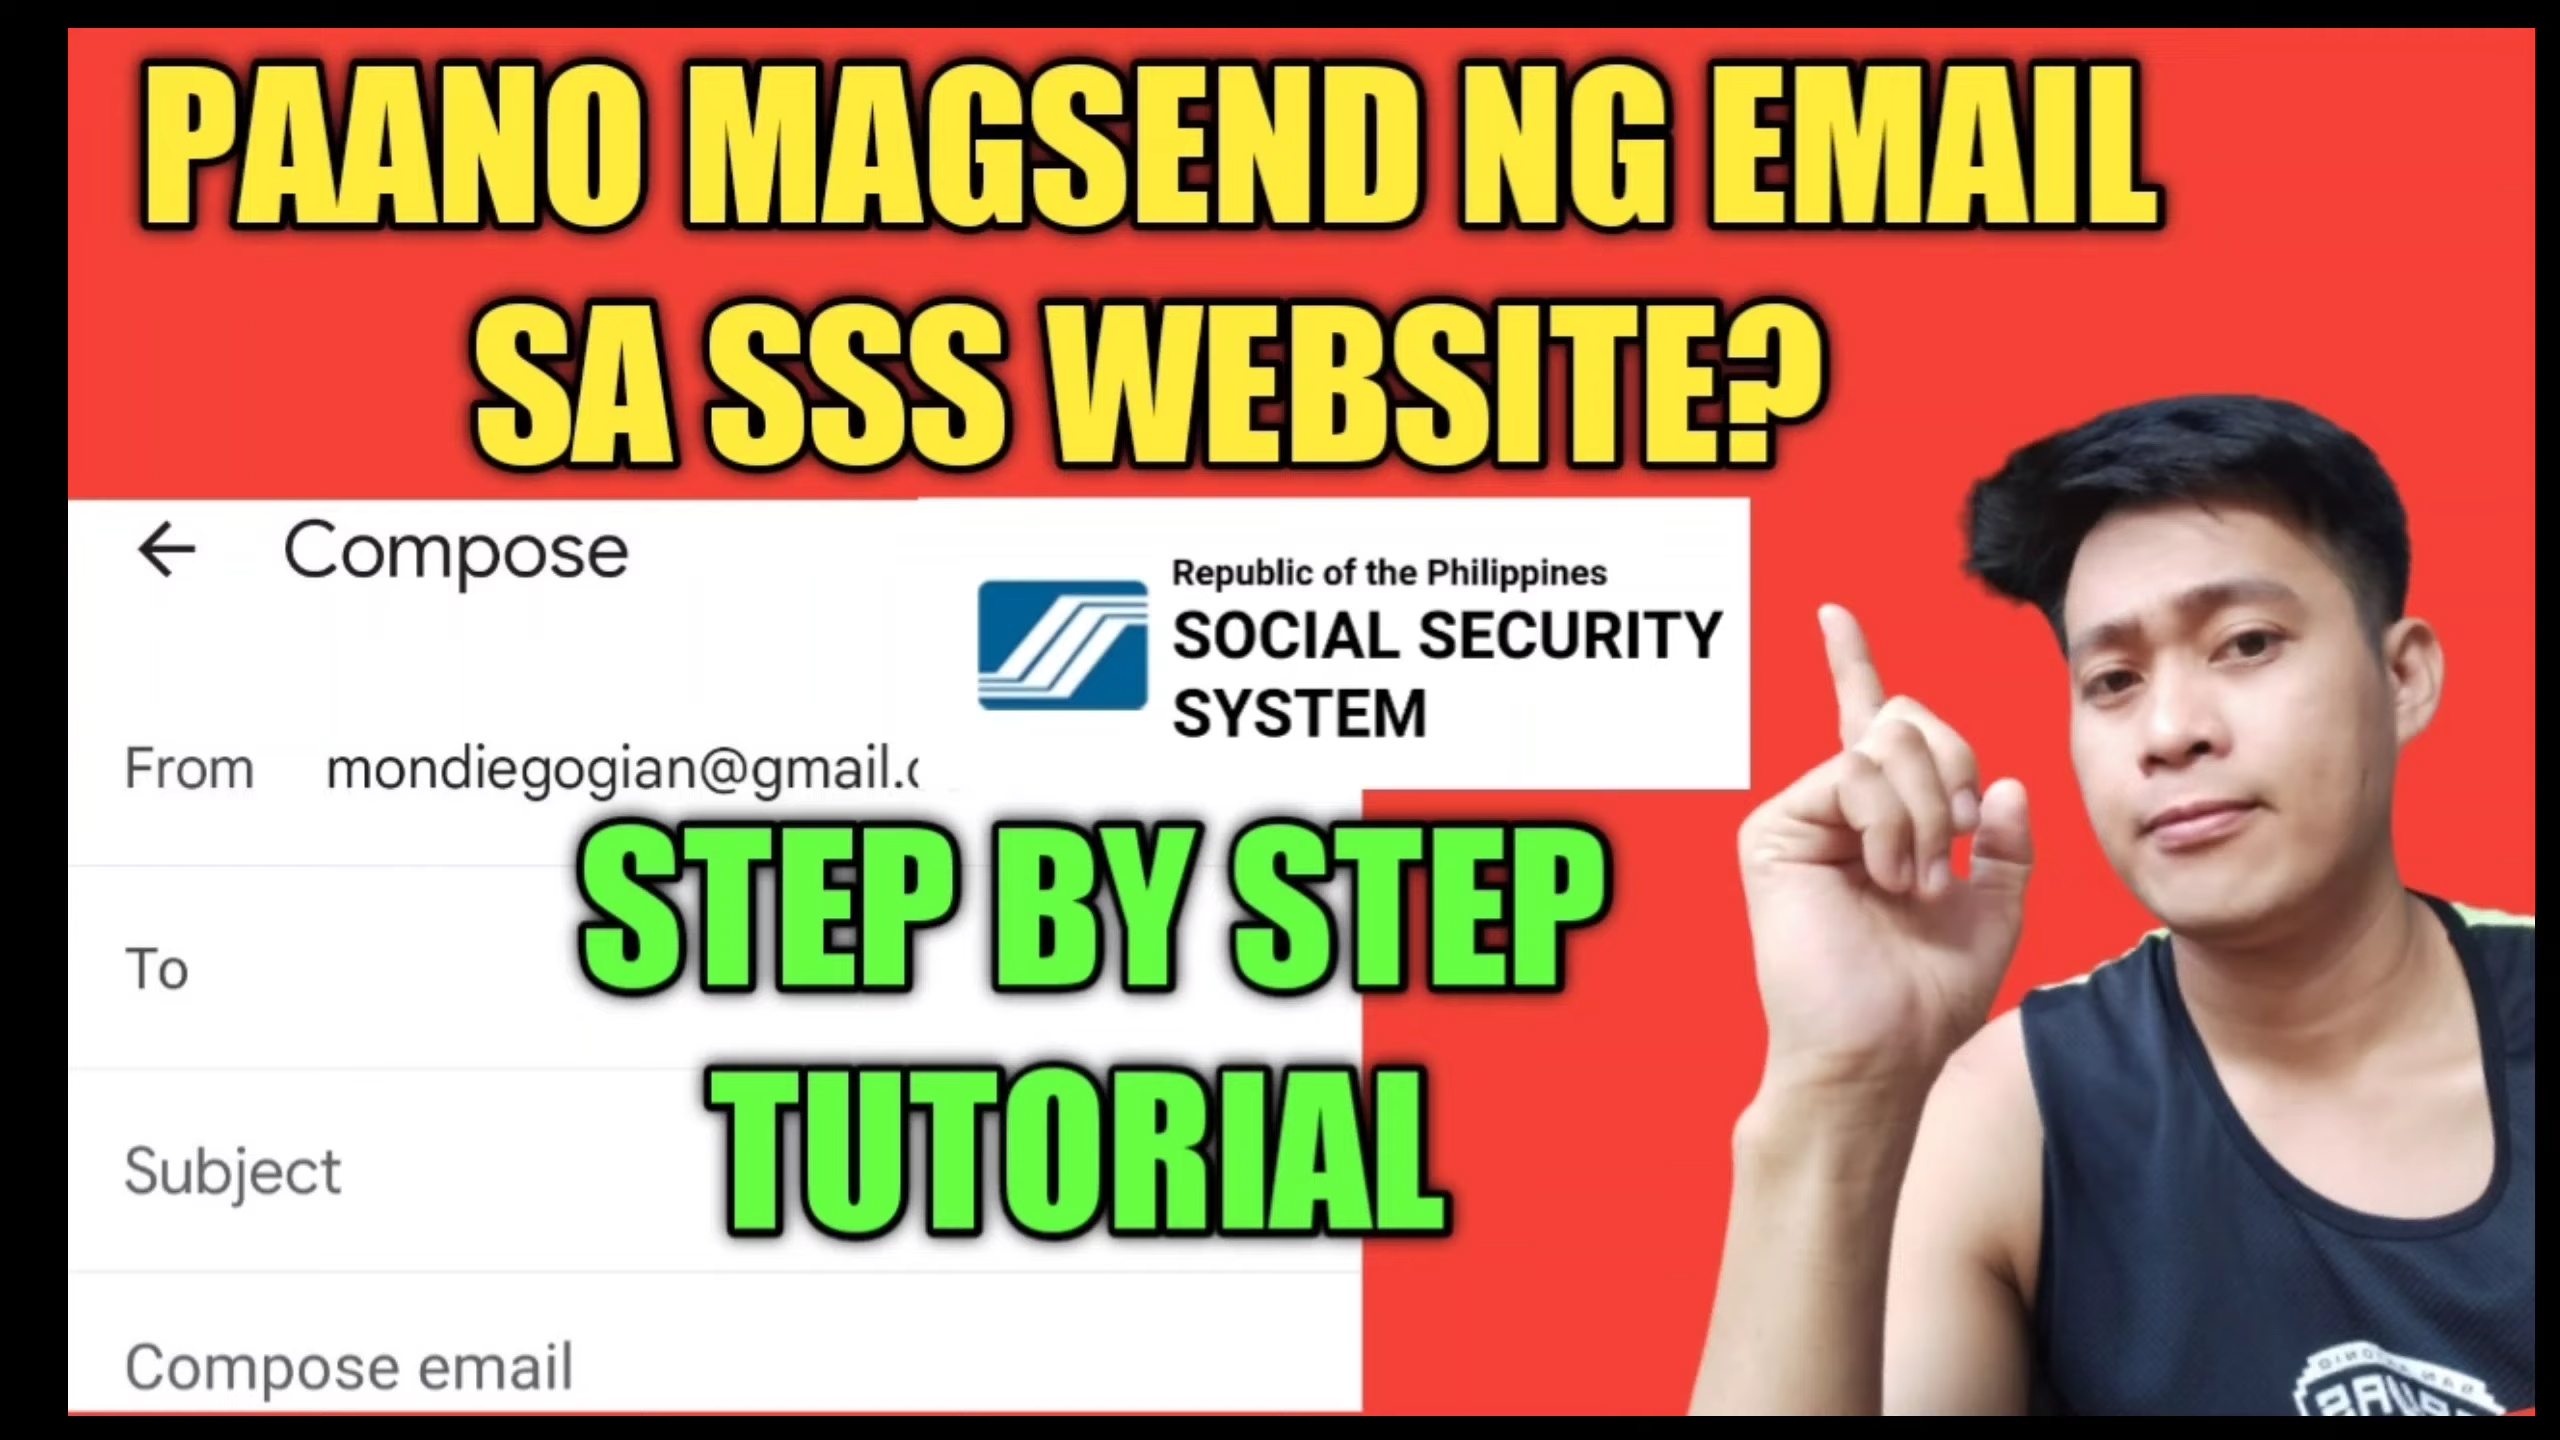 PAANO MAGSEND NG EMAIL
SA SSS WEBSITE?
Compose
Republic of the Philippines
SOCIAL SECURITY
SYSTEM
From mondiegogian@gmail.c
STEP BY STEP
To
TUTORIAL
Subject
Compose email